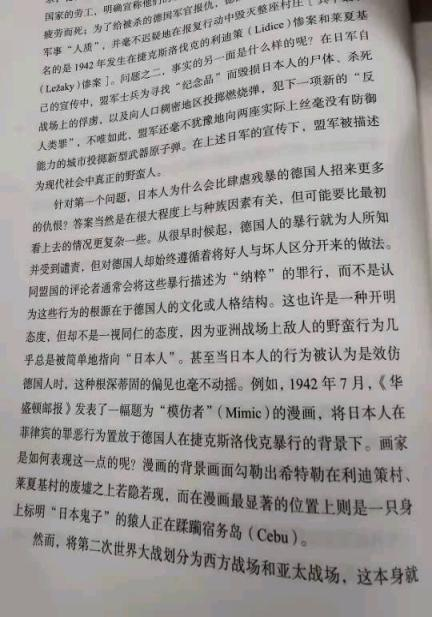 国家的劳工,明确宣称他们的
疲劳而死;为了给被杀的德国军官报仇,德
军事“人质”,并毫不迟疑地在报复行动中毁灭整座村庄
名的是1942年发生在捷克斯洛伐克的利迪策(Lidice)惨案和莱夏基
(Ležaky)惨案]。问题之二,事实的另一面是什么样的呢?在日军自
己的宣传中,盟军士兵为寻找“纪念品”而毁损日本人的尸体、杀死
战场上的俘虏,以及向人口稠密地区投掷燃烧弹,犯下一项新的“反
人类罪”,不唯如此,盟军还毫不犹豫地向两座实际上丝毫没有防御
能力的城市投掷新型武器原子弹。在上述日军的宣传下,盟军被描述
为现代社会中真正的野蛮人。
针对第一个问题,日本人为什么会比肆虐残暴的德国人招来更多
的仇恨?答案当然是在很大程度上与种族因素有关,但可能要比最初
看上去的情况更复杂一些。从很早时候起,德国人的暴行就为人所知
并受到谴责,但对德国人却始终遵循着将好人与坏人区分开来的做法。
同盟国的评论者通常会将这些暴行描述为“纳粹”的罪行,而不是认
为这些行为的根源在于德国人的文化或人格结构。这也许是一种开明
态度,但却不是一视同仁的态度,因为亚洲战场上敌人的野蛮行为几
乎总是被简单地指向“日本人”。甚至当日本人的行为被认为是效仿
德国人时,这种根深蒂固的偏见也毫不动摇。例如,1942年7月,《华
盛顿邮报》发表了一幅题为“模仿者”(Mimic)的漫画,将日本人在
菲律宾的罪恶行为置放于德国人在捷克斯洛伐克暴行的背景下。画家
是如何表现这一点的呢?漫画的背景画面勾勒出希特勒在利迪策村、
莱夏基村的废墟之上若隐若现,而在漫画最显著的位置上则是一只身
上标明“日本鬼子”的猿人正在蹂躏宿务岛(Cebu)。
然而,将第二次世界大战划分为西方战场和亚太战场,这本身就